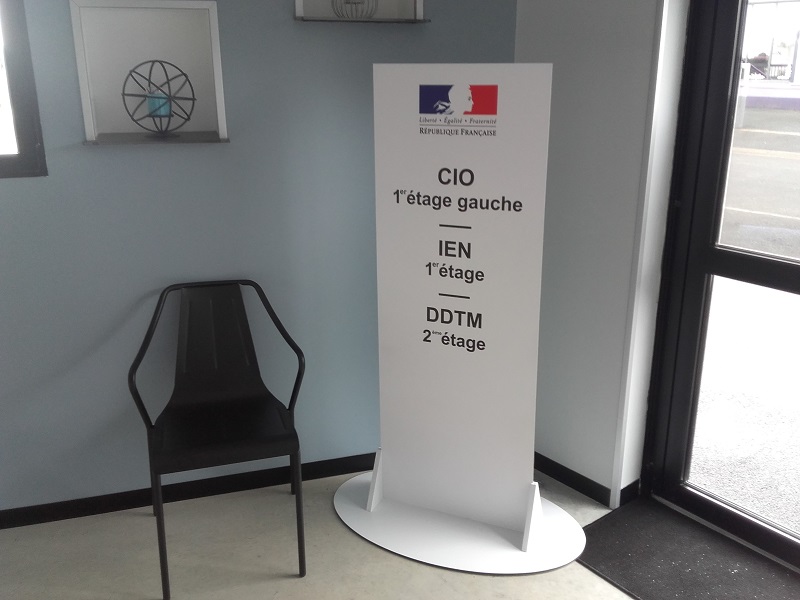 Liberté • Égalité • Fraternité
RÉPUBLIQUE FRANÇAISE
CIO
1er étage gauche
IEN
1er étage
DDTM
2ème étage